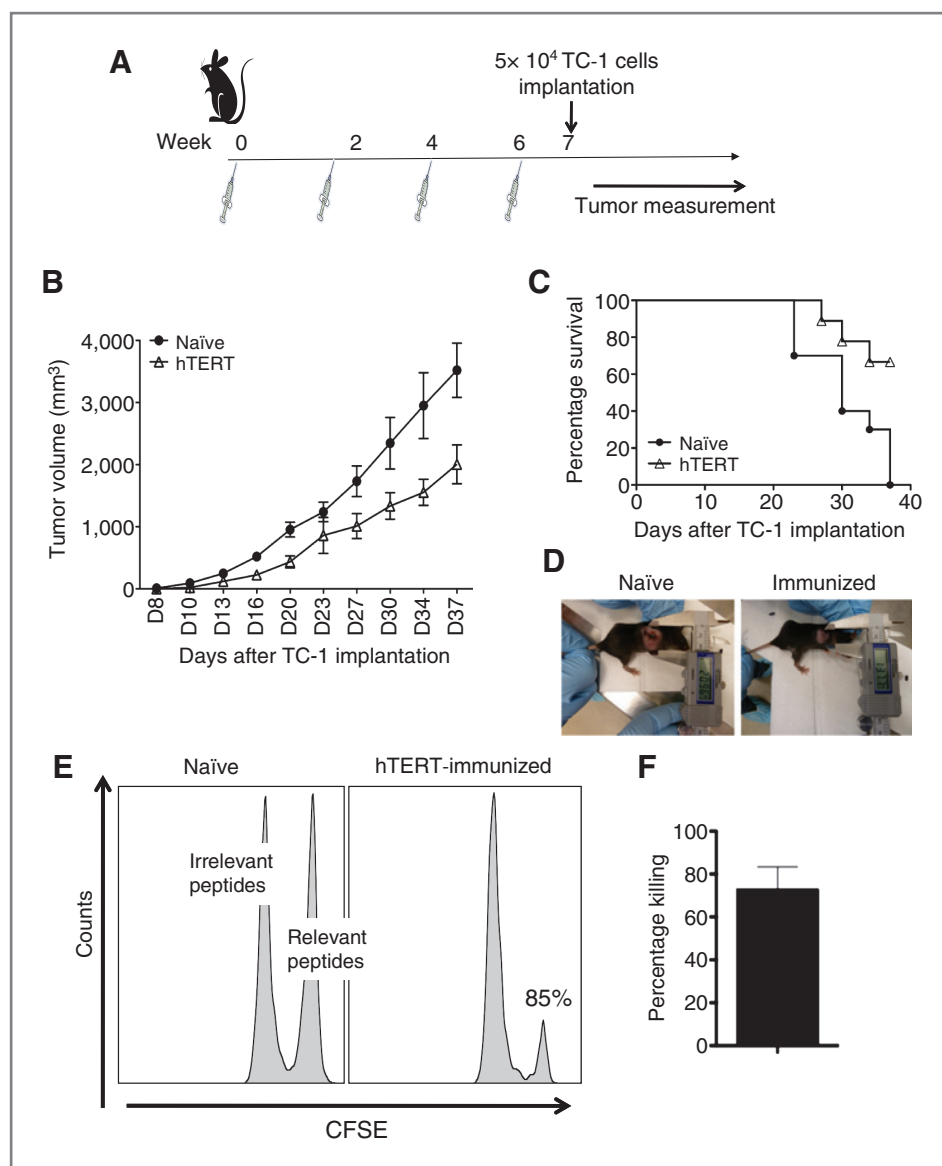 A
5× 10⁴ TC-1 cells
implantation
Week 0 2 4 6 7
Tumor measurement
B
Naïve
hTERT
Tumor volume (mm³)
4,000
3,000
2,000
1,000
0
D8 D10 D13 D16 D20 D23 D27 D30 D34 D37
Days after TC-1 implantation
C
Percentage survival
100
80
60
40
20
0
Naïve
hTERT
0 10 20 30 40
Days after TC-1 implantation
D
Naïve Immunized
E
Naïve hTERT-immunized
Counts
Irrelevant
peptides
Relevant
peptides
85%
CFSE
F
Percentage killing
100
80
60
40
20
0